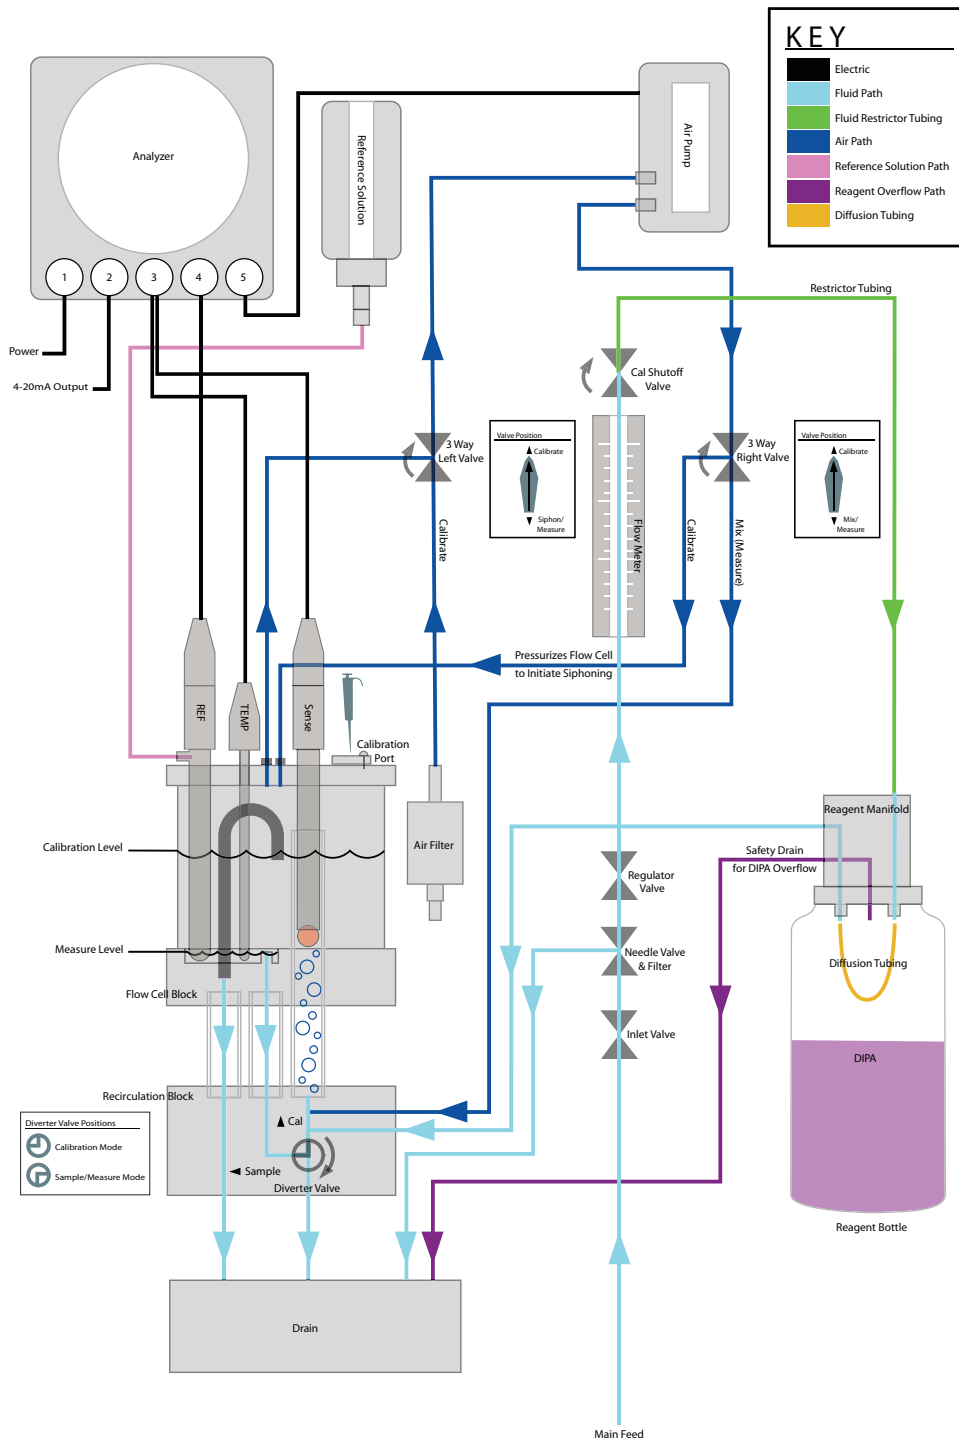 KEY
Electric
Fluid Path
Fluid Restrictor Tubing
Air Path
Reference Solution Path
Reagent Overflow Path
Diffusion Tubing
Analyzer
1
2
3
4
5
Power
4-20mA Output
Reference Solution
Air Pump
Restrictor Tubing
Cal Shutoff
Valve
3 Way
Left Valve
Valve Position
Calibrate
Siphon/
Measure
3 Way
Right Valve
Valve Position
Calibrate
Mix/
Measure
Calibrate
Flow Meter
Calibrate
Mix (Measure)
Pressurizes Flow Cell
to Initiate Siphoning
REF
TEMP
Sense
Calibration
Port
Calibration Level
Air Filter
Measure Level
Flow Cell Block
Recirculation Block
Regulator
Valve
Needle Valve
& Filter
Inlet Valve
Reagent Manifold
Safety Drain
for DIPA Overflow
Diffusion Tubing
DIPA
Reagent Bottle
Diverter Valve Positions
Calibration Mode
Sample/Measure Mode
Cal
Sample
Diverter Valve
Drain
Main Feed